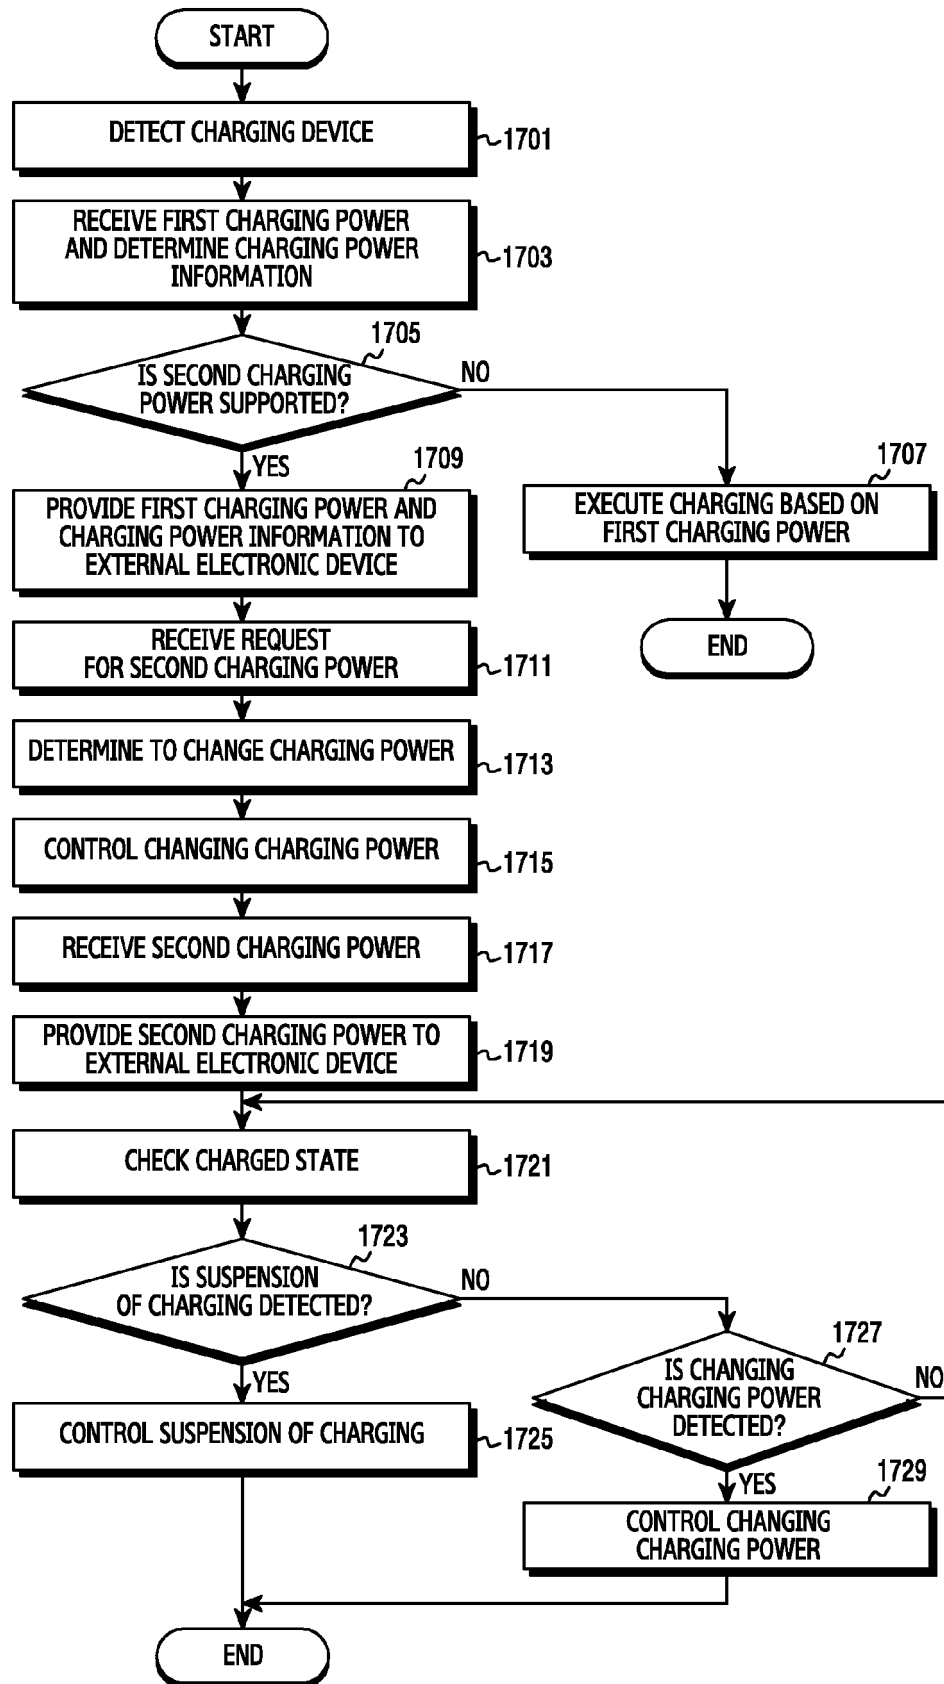 START
DETECT CHARGING DEVICE
1701
RECEIVE FIRST CHARGING POWER
AND DETERMINE CHARGING POWER
INFORMATION
1703
1705
IS SECOND CHARGING
POWER SUPPORTED?
NO
YES
1707
EXECUTE CHARGING BASED ON
FIRST CHARGING POWER
END
1709
PROVIDE FIRST CHARGING POWER AND
CHARGING POWER INFORMATION TO
EXTERNAL ELECTRONIC DEVICE
RECEIVE REQUEST
FOR SECOND CHARGING POWER
1711
DETERMINE TO CHANGE CHARGING POWER
1713
CONTROL CHANGING CHARGING POWER
1715
RECEIVE SECOND CHARGING POWER
1717
PROVIDE SECOND CHARGING POWER TO
EXTERNAL ELECTRONIC DEVICE
1719
CHECK CHARGED STATE
1721
1723
IS SUSPENSION
OF CHARGING DETECTED?
NO
YES
1727
IS CHANGING
CHARGING POWER
DETECTED?
NO
YES
CONTROL SUSPENSION OF CHARGING
1725
1729
CONTROL CHANGING
CHARGING POWER
END